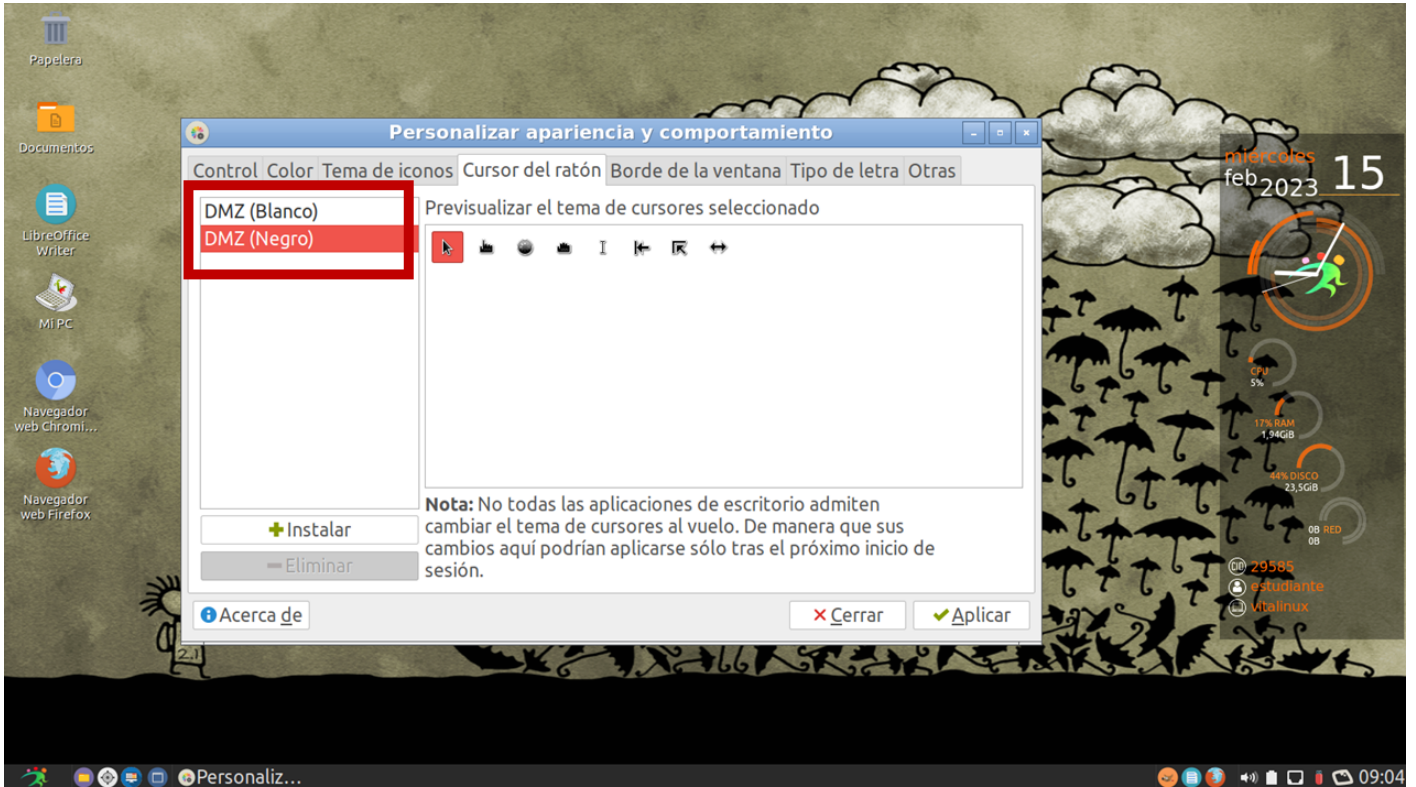 Papelera
Documentos
LibreOffice
Writer
Mi PC
Navegador
web Chromi...
Navegador
web Firefox
Personalizar apariencia y comportamiento
Control Color Tema de iconos Cursor del ratón Borde de la ventana Tipo de letra Otras
DMZ (Blanco)
DMZ (Negro)
Previsualizar el tema de cursores seleccionado
Nota: No todas las aplicaciones de escritorio admiten
cambiar el tema de cursores al vuelo. De manera que sus
cambios aquí podrían aplicarse sólo tras el próximo inicio de
sesión.
Instalar
Eliminar
Acerca de
Cerrar
Aplicar
miércoles
feb 2023 15
CPU
5%
17% RAM
1,94GiB
44% DISCO
23,5GiB
0B RED
0B
ID 29585
estudiante
vitalinux
2.1
Personaliz...
09:04